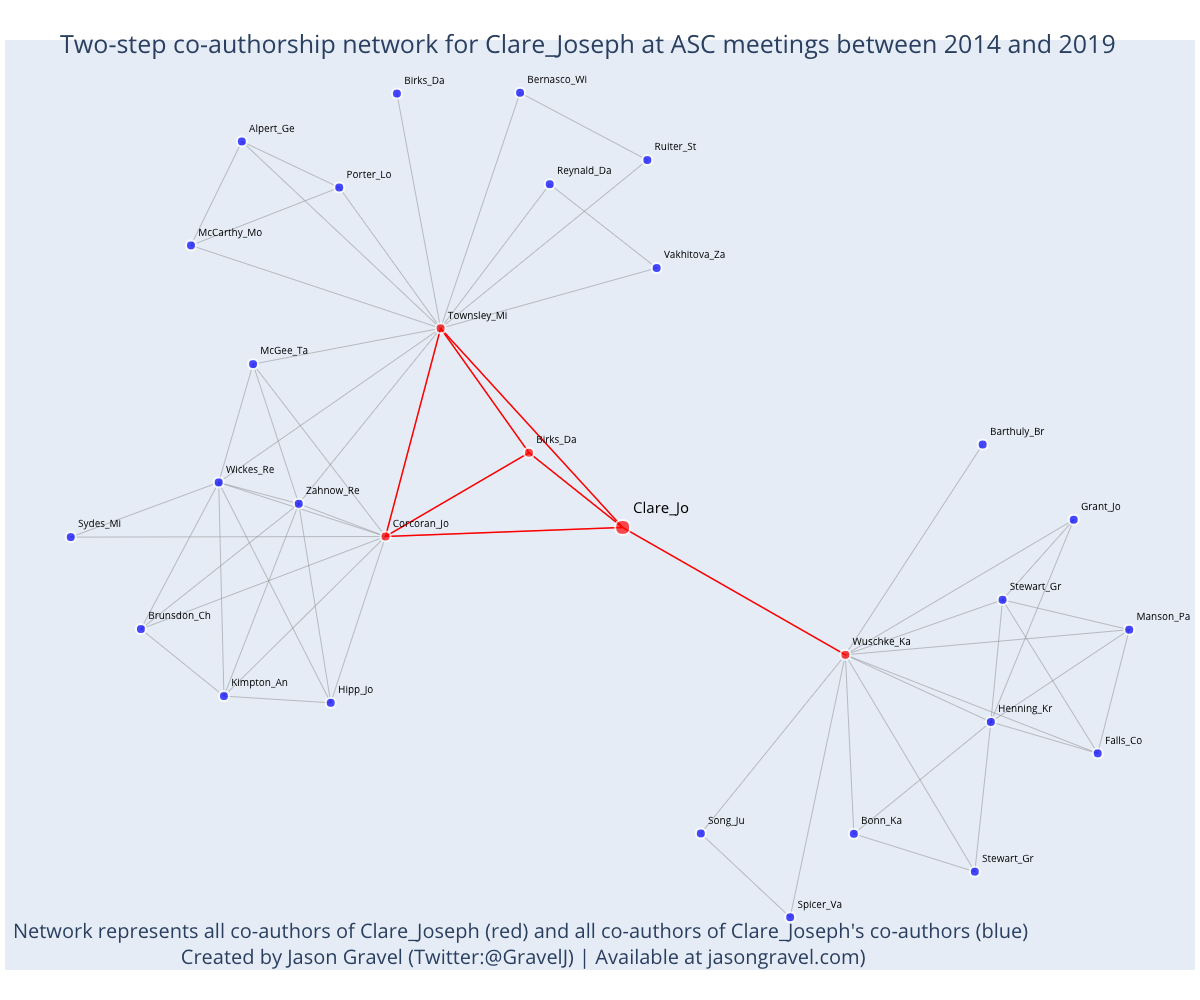 Two-step co-authorship network for Clare_Joseph at ASC meetings between 2014 and 2019
Birks_Da
Bernasco_Wi
Alpert_Ge
Ruiter_St
Porter_Lo
Reynald_Da
McCarthy_Mo
Vakhitova_Za
Townsley_Mi
McGee_Ta
Birks_Da
Barthuly_Br
Wickes_Re
Zahnow_Re
Clare_Jo
Grant_Jo
Sydes_Mi
Corcoran_Jo
Stewart_Gr
Brunsdon_Ch
Manson_Pa
Wuschke_Ka
Kimpton_An
Hipp_Jo
Henning_Kr
Falls_Co
Song_Ju
Bonn_Ka
Stewart_Gr
Spicer_Va
Network represents all co-authors of Clare_Joseph (red) and all co-authors of Clare_Joseph's co-authors (blue)
Created by Jason Gravel (Twitter:@GravelJ) | Available at jasongravel.com)